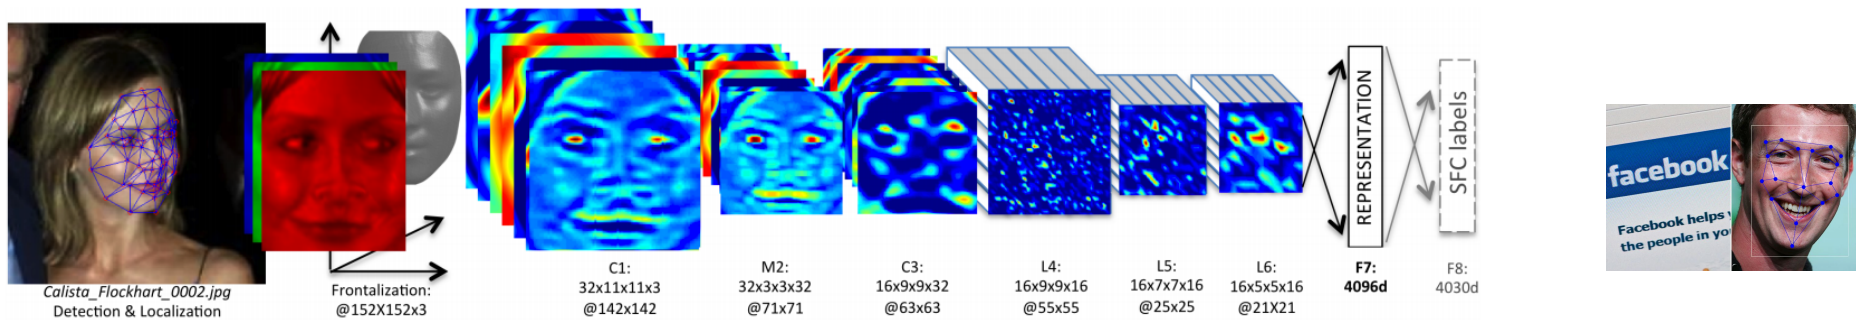 Calista_Flockhart_0002.jpg
Detection & Localization
Frontalization:
@152X152x3
C1:
32x11x11x3
@142x142
M2:
32x3x3x32
@71x71
C3:
16x9x9x32
@63x63
L4:
16x9x9x16
@55x55
L5:
16x7x7x16
@25x25
L6:
16x5x5x16
@21X21
REPRESENTATION
F7:
4096d
SFC labels
F8:
4030d
facebook
Facebook helps
the people in yo